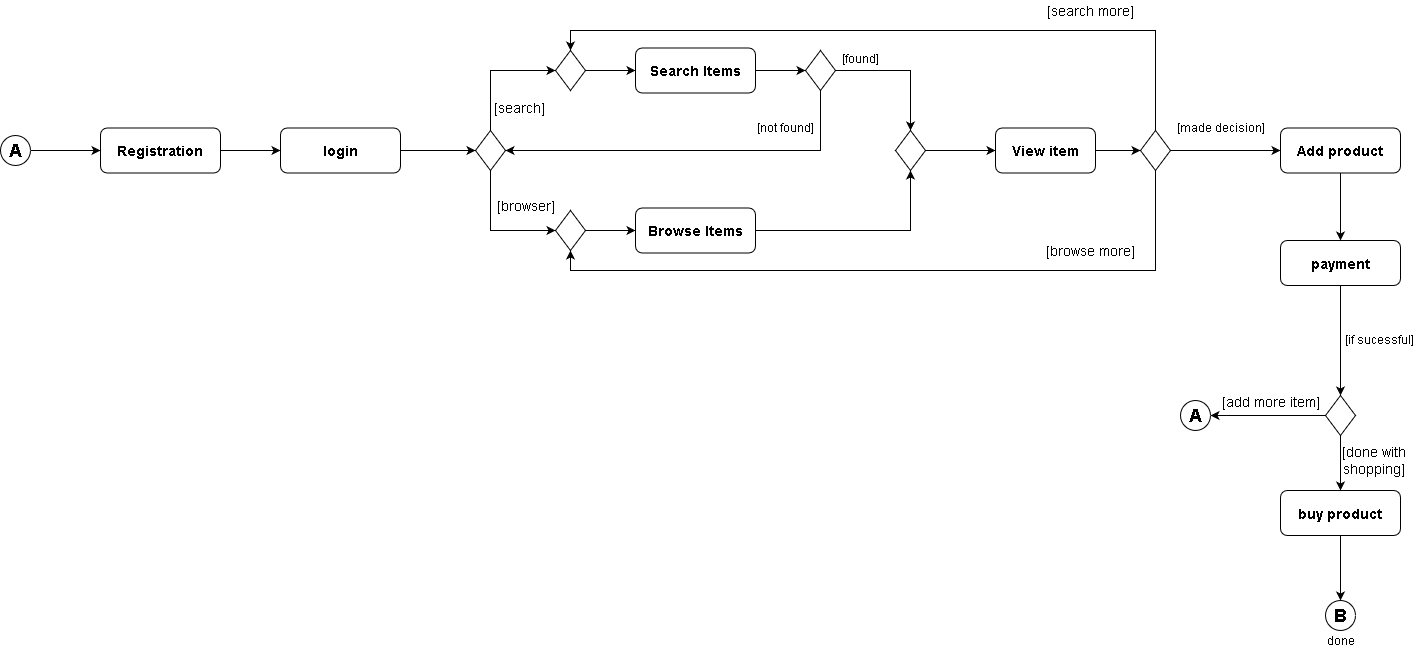 [search more]
[found]
Search Items
[search]
[not found]
[made decision]
A
Registration
login
View item
Add product
[browser]
Browse Items
[browse more]
payment
[if sucessful]
[add more item]
A
[done with
shopping]
buy product
B
done